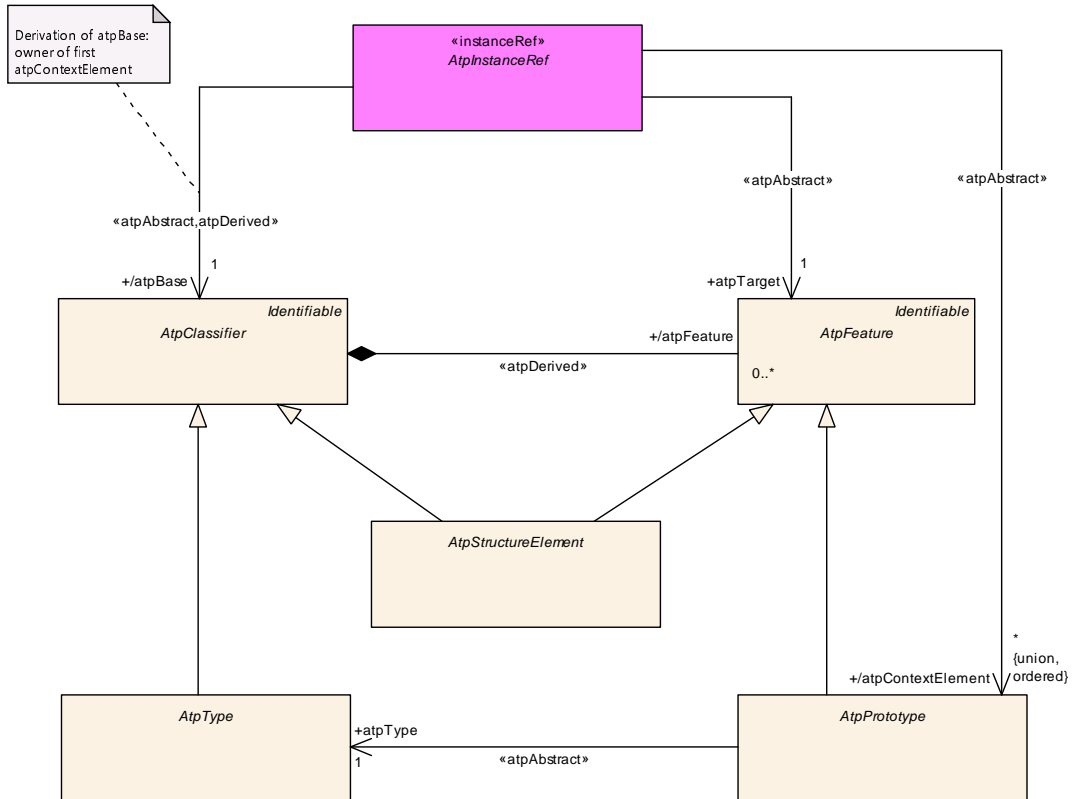 Derivation of atpBase:
owner of first
atpContextElement
«instanceRef»
AtpInstanceRef
«atpAbstract»
«atpAbstract»
«atpAbstract,atpDerived»
1
+/atpBase
1
+atpTarget
Identifiable
AtpClassifier
Identifiable
AtpFeature
0..*
+/atpFeature
«atpDerived»
AtpStructureElement
*
{union,
ordered}
+/atpContextElement
AtpType
AtpPrototype
+atpType
1
«atpAbstract»